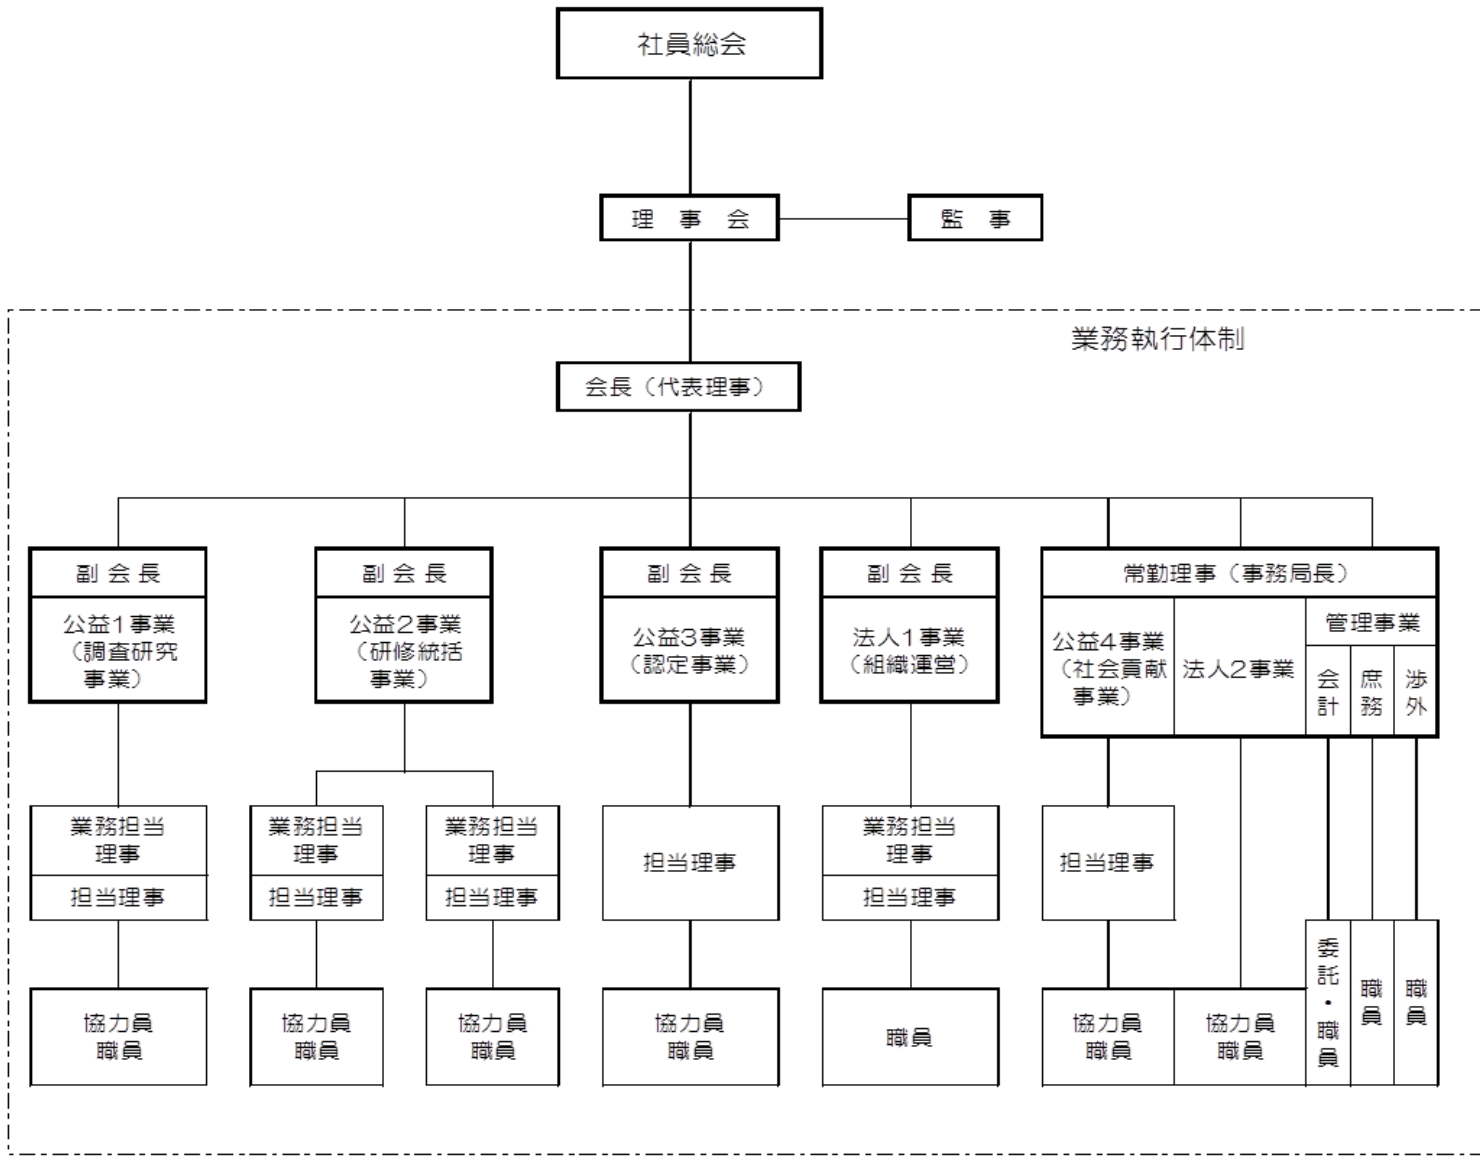 社員総会
理　事　会
監　事
業務執行体制
会長（代表理事）
副 会 長
公益1事業
（調査研究
事業）
副 会 長
公益2事業
（研修統括
事業）
副 会 長
公益3事業
（認定事業）
副 会 長
法人1事業
（組織運営）
常勤理事（事務局長）
公益4事業
（社会貢献
事業）
法人2事業
管理事業
会計
庶務
渉外
業務担当
理事
担当理事
業務担当
理事
担当理事
業務担当
理事
担当理事
担当理事
業務担当
理事
担当理事
担当理事
協力員
職員
協力員
職員
協力員
職員
協力員
職員
職員
協力員
職員
協力員
職員
委託・職員
職員
職員